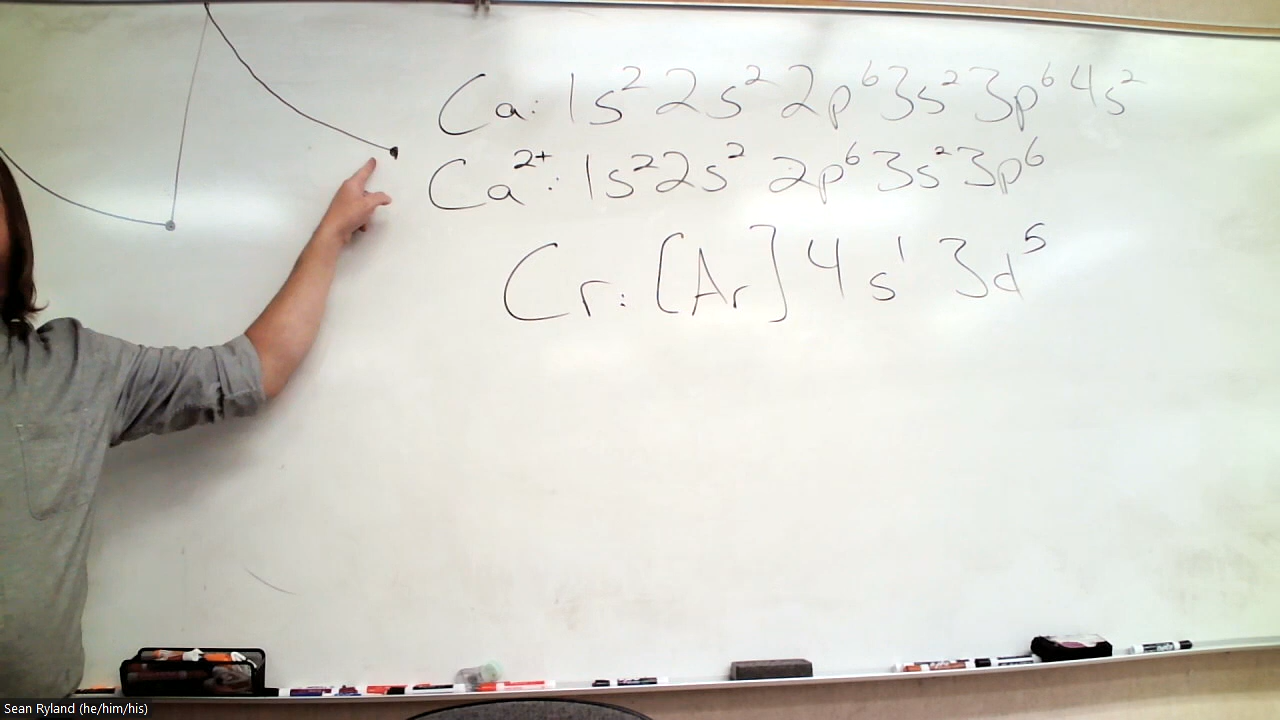 Ca: 1s² 2s² 2p⁶ 3s² 3p⁶ 4s²
Ca²⁺: 1s² 2s² 2p⁶ 3s² 3p⁶
Cr: [Ar] 4s¹ 3d⁵
Sean Ryland (he/him/his)